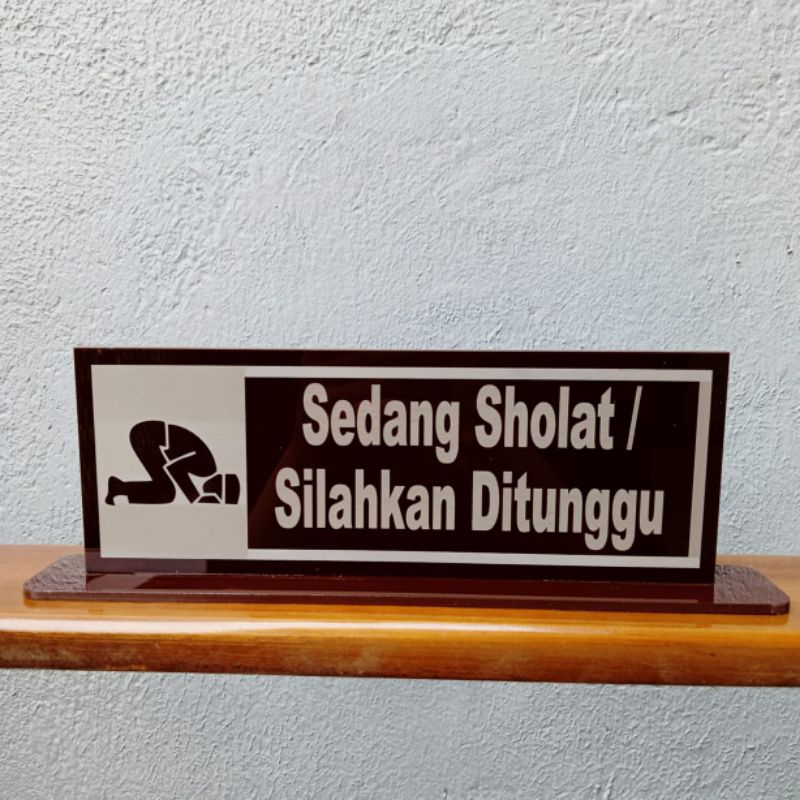 Sedang Sholat /
Silahkan Ditunggu